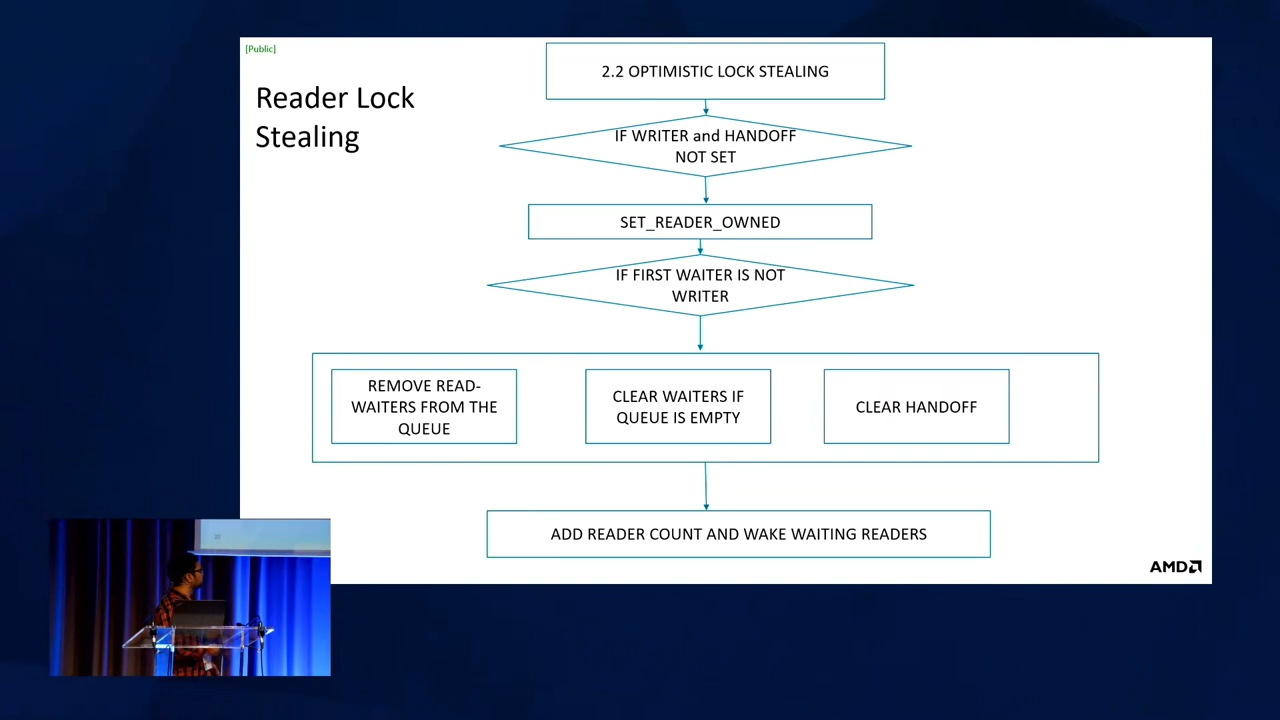 [Public]
Reader Lock
Stealing
2.2 OPTIMISTIC LOCK STEALING
IF WRITER and HANDOFF
NOT SET
SET_READER_OWNED
IF FIRST WAITER IS NOT
WRITER
REMOVE READ-
WAITERS FROM THE
QUEUE
CLEAR WAITERS IF
QUEUE IS EMPTY
CLEAR HANDOFF
ADD READER COUNT AND WAKE WAITING READERS
AMD